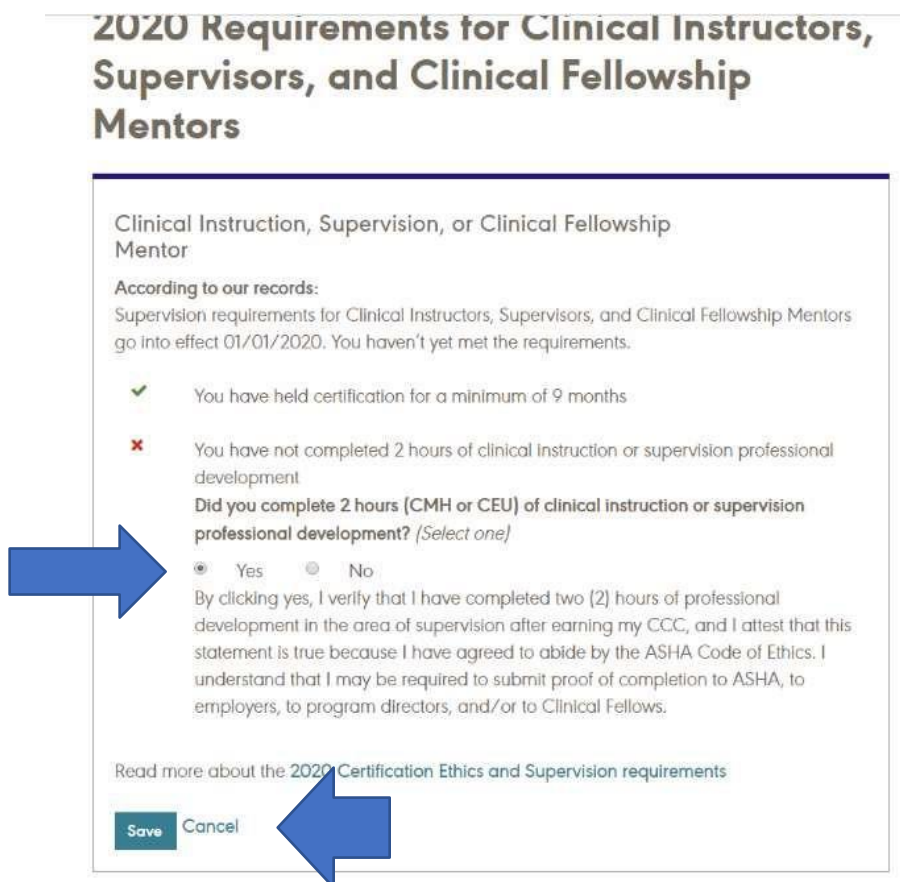 2020 Requirements for Clinical Instructors,
Supervisors, and Clinical Fellowship
Mentors
Clinical Instruction, Supervision, or Clinical Fellowship
Mentor
According to our records:
Supervision requirements for Clinical Instructors, Supervisors, and Clinical Fellowship Mentors
go into effect 01/01/2020. You haven't yet met the requirements.
You have held certification for a minimum of 9 months
You have not completed 2 hours of clinical instruction or supervision professional
development
Did you complete 2 hours (CMH or CEU) of clinical instruction or supervision
professional development? (Select one)
Yes No
By clicking yes, I verify that I have completed two (2) hours of professional
development in the area of supervision after earning my CCC, and I attest that this
statement is true because I have agreed to abide by the ASHA Code of Ethics. I
understand that I may be required to submit proof of completion to ASHA, to
employers, to program directors, and/or to Clinical Fellows.
Read more about the 2020 Certification Ethics and Supervision requirements
Save Cancel